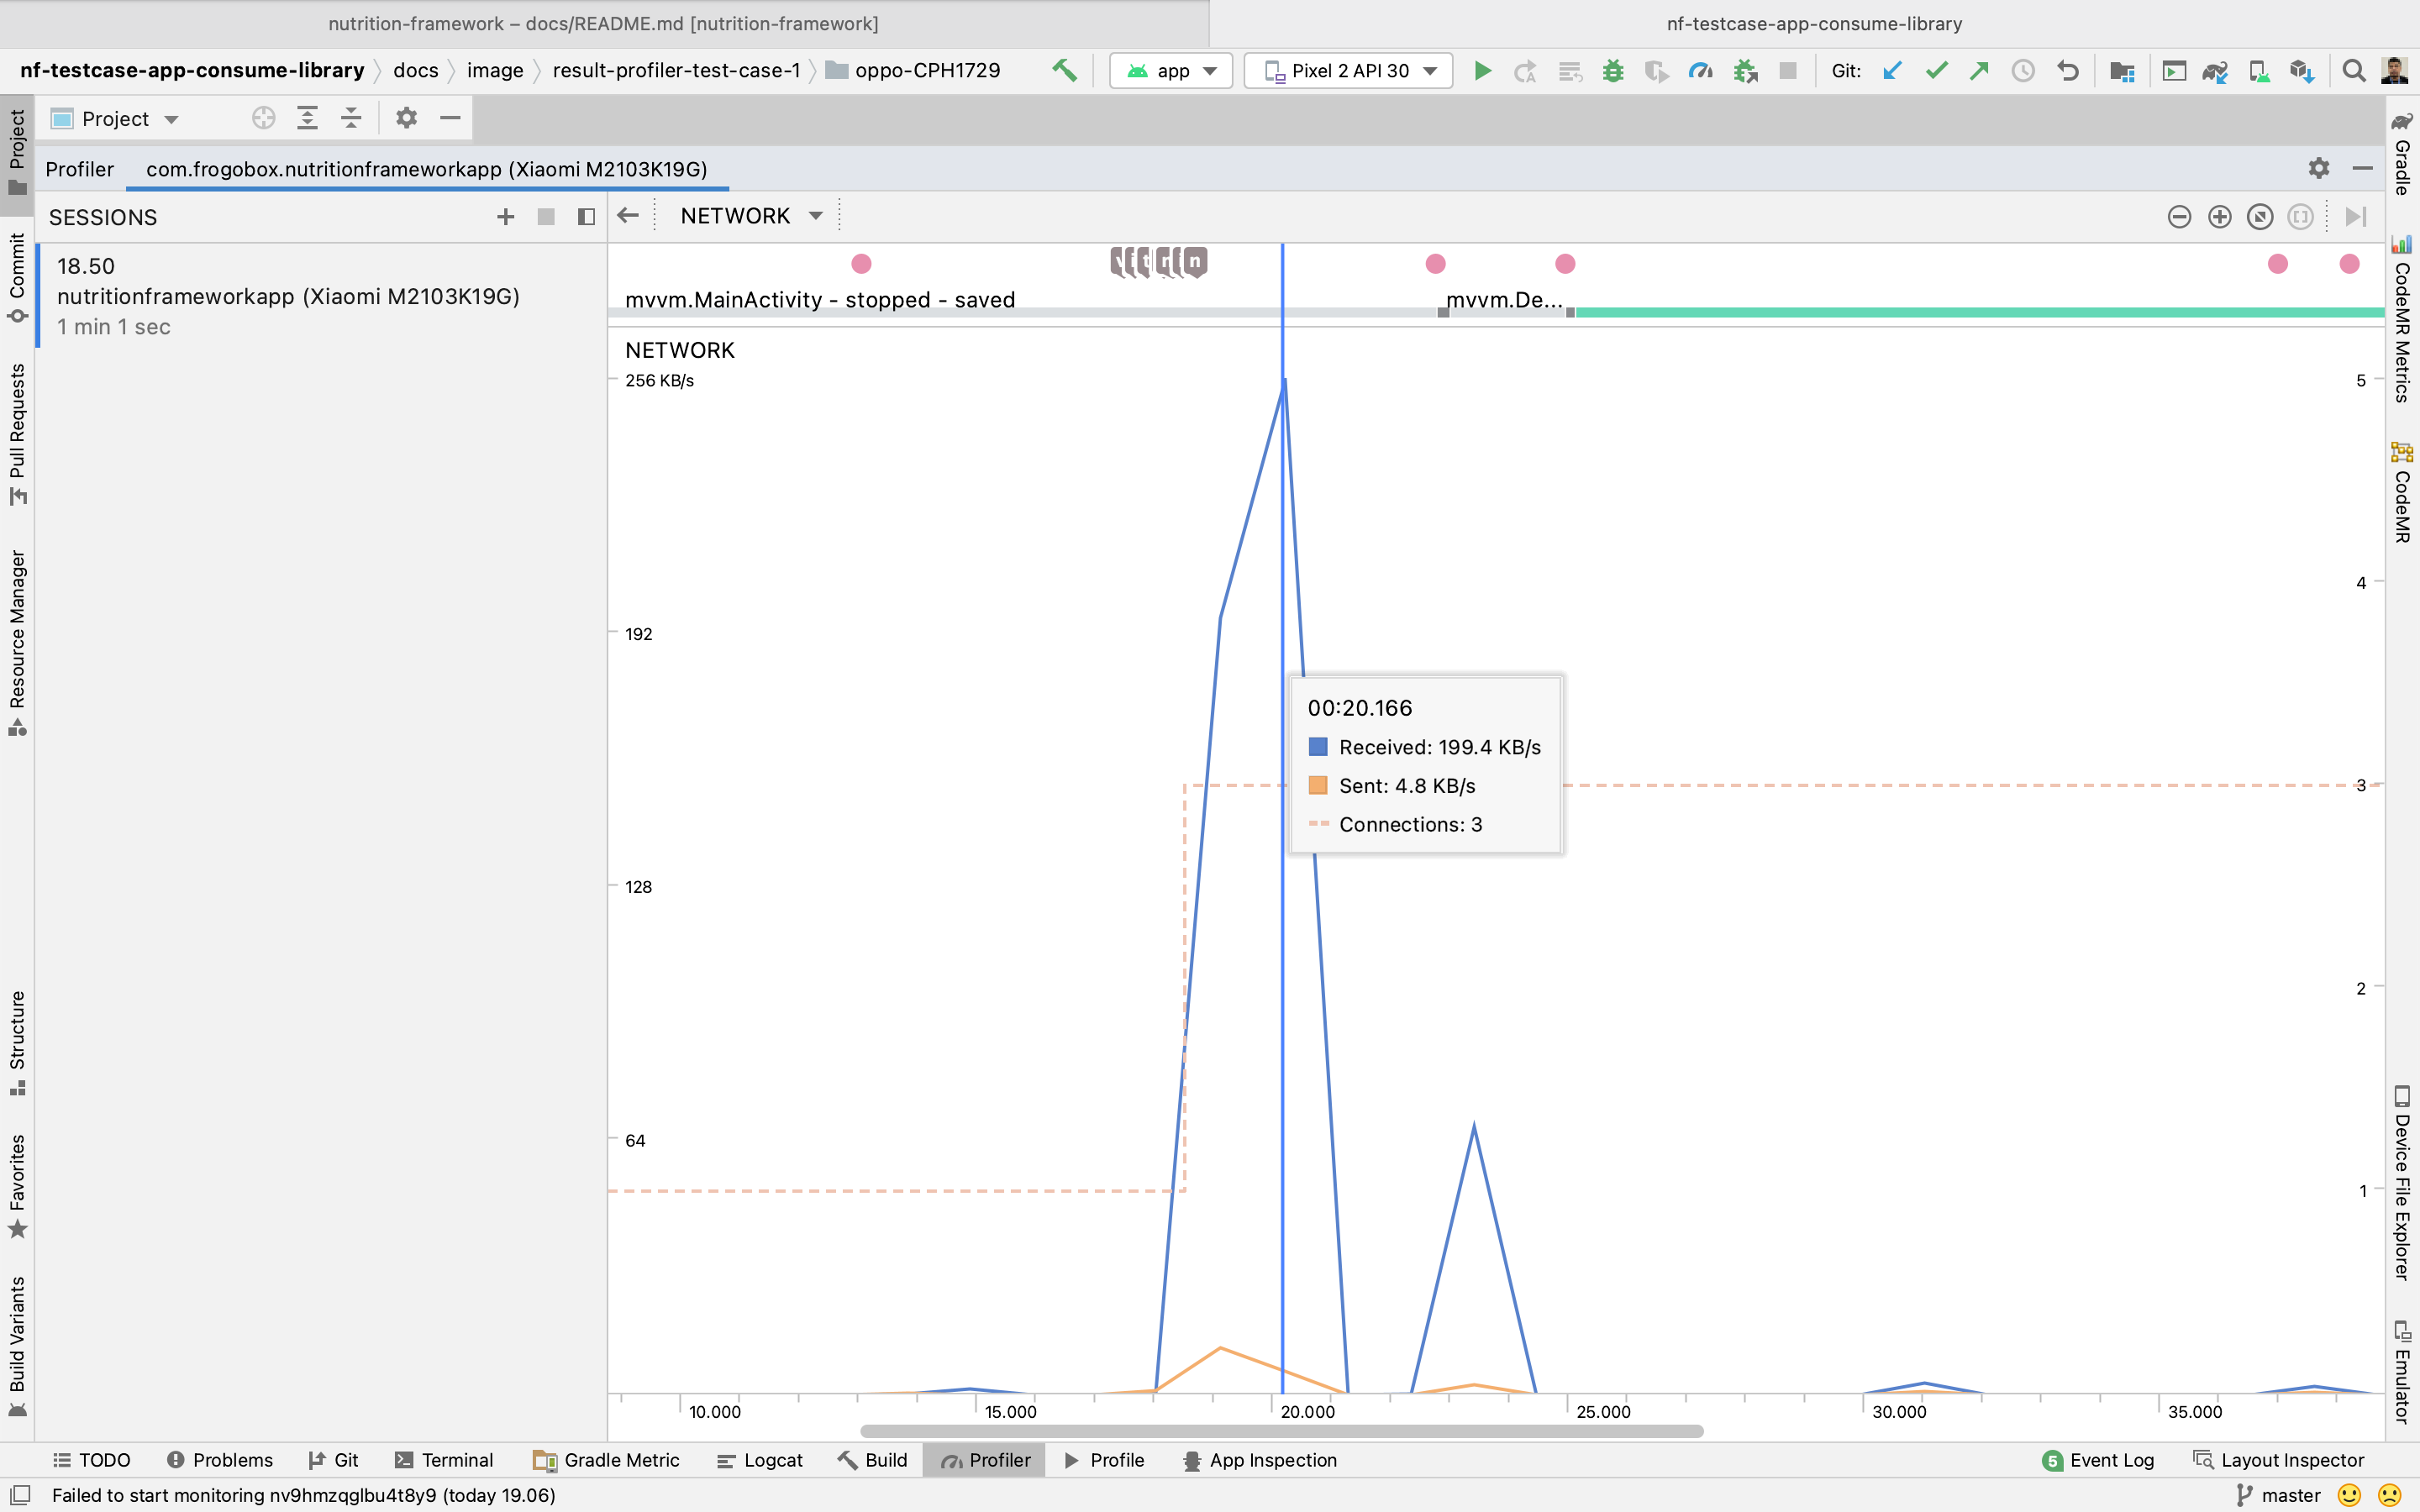 nutrition-framework – docs/README.md [nutrition-framework]
nf-testcase-app-consume-library
nf-testcase-app-consume-library docs image result-profiler-test-case-1 oppo-CPH1729
app
Pixel 2 API 30
Git:
Project
Profiler com.frogobox.nutritionframeworkapp (Xiaomi M2103K19G)
SESSIONS
NETWORK
18.50
nutritionframeworkapp (Xiaomi M2103K19G)
1 min 1 sec
mvvm.MainActivity - stopped - saved
mvvm.De...
NETWORK
256 KB/s
192
128
64
5
4
3
2
1
00:20.166
Received: 199.4 KB/s
Sent: 4.8 KB/s
Connections: 3
10.000
15.000
20.000
25.000
30.000
35.000
Project
Commit
Pull Requests
Resource Manager
Structure
Favorites
Build Variants
Gradle
CodeMR Metrics
CodeMR
Device File Explorer
Emulator
TODO
Problems
Git
Terminal
Gradle Metric
Logcat
Build
Profiler
Profile
App Inspection
5 Event Log
Layout Inspector
Failed to start monitoring nv9hmzqglbu4t8y9 (today 19.06)
master